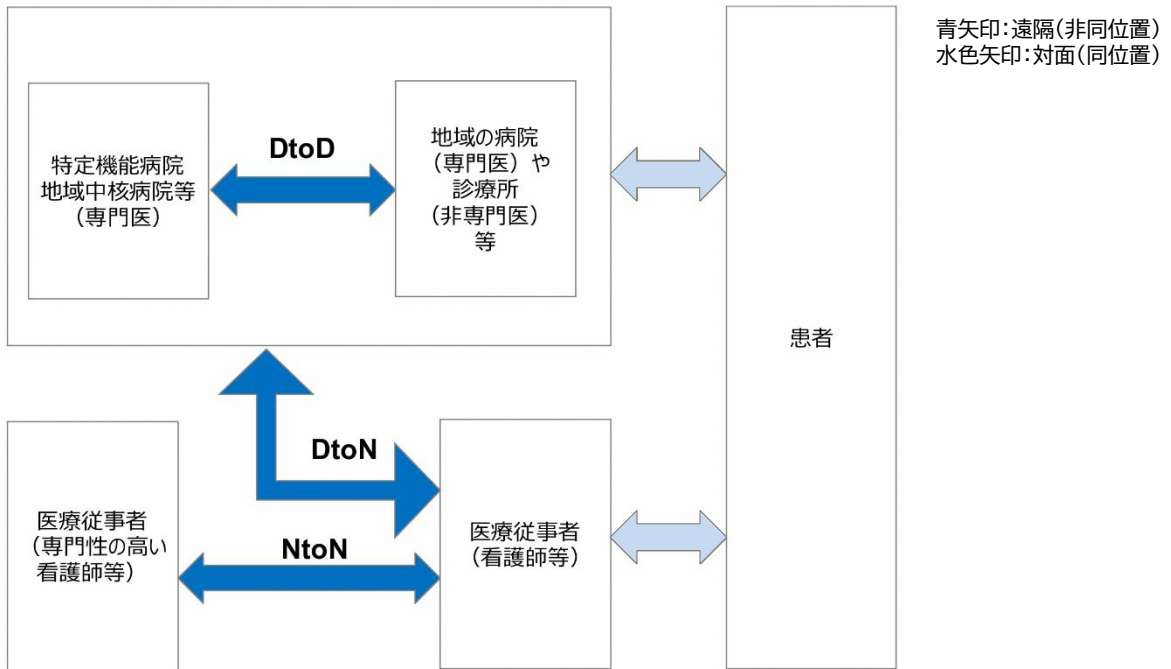 青矢印:遠隔(非同位置)
水色矢印:対面(同位置)
DtoD
特定機能病院
地域中核病院等
（専門医）
地域の病院
（専門医）や
診療所
（非専門医）
等
患者
DtoN
医療従事者
（専門性の高い
看護師等）
NtoN
医療従事者
（看護師等）